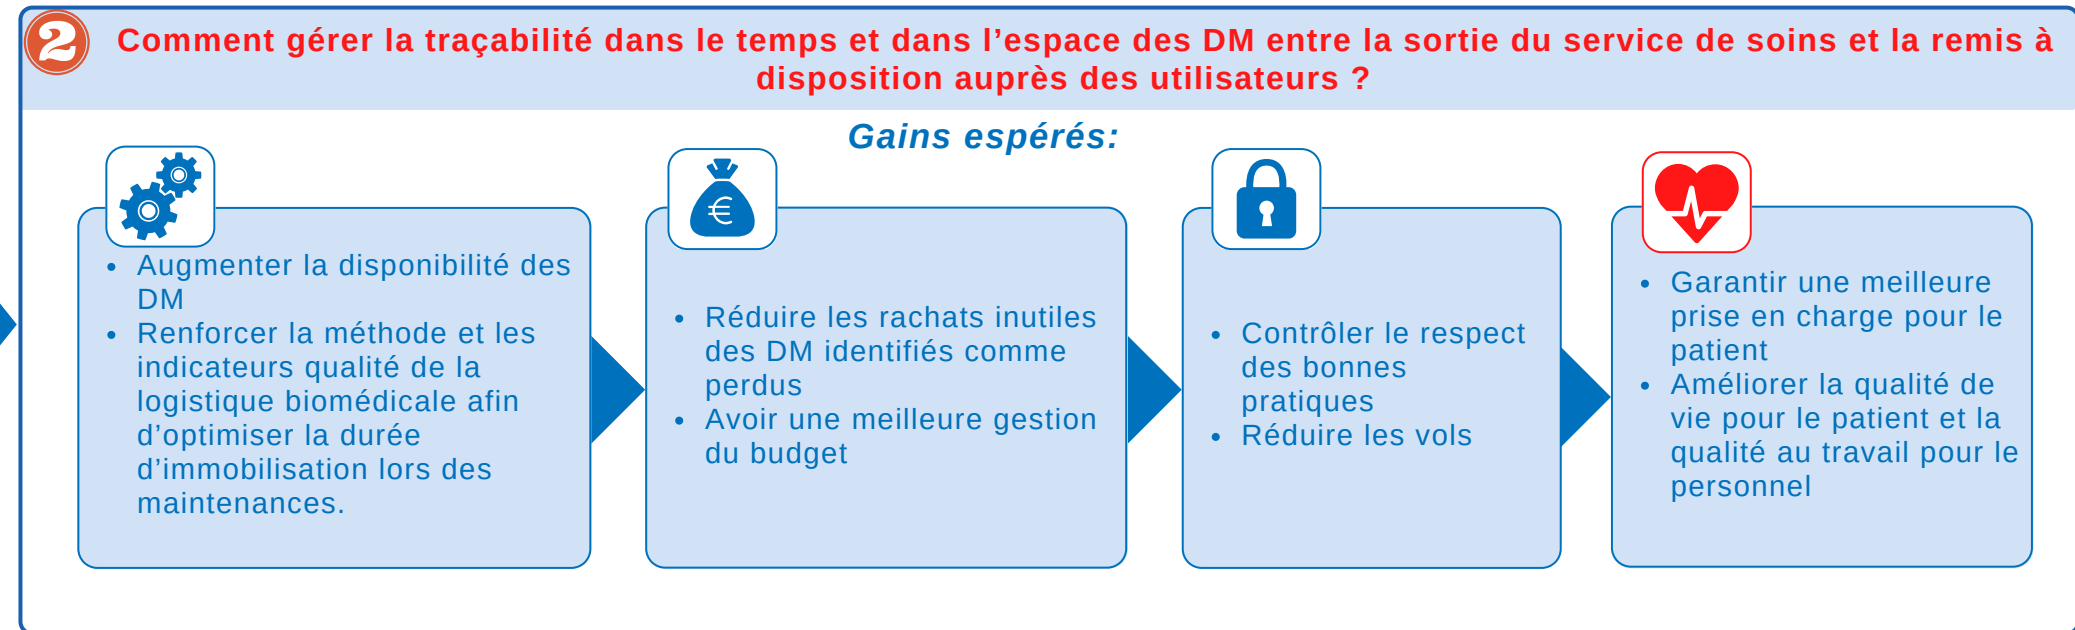 2
Comment gérer la traçabilité dans le temps et dans l’espace des DM entre la sortie du service de soins et la remis à
disposition auprès des utilisateurs ?
Gains espérés:
€
• Augmenter la disponibilité des
DM
• Renforcer la méthode et les
indicateurs qualité de la
logistique biomédicale afin
d’optimiser la durée
d’immobilisation lors des
maintenances.
• Réduire les rachats inutiles
des DM identifiés comme
perdus
• Avoir une meilleure gestion
du budget
• Contrôler le respect
des bonnes
pratiques
• Réduire les vols
• Garantir une meilleure
prise en charge pour le
patient
• Améliorer la qualité de
vie pour le patient et la
qualité au travail pour le
personnel